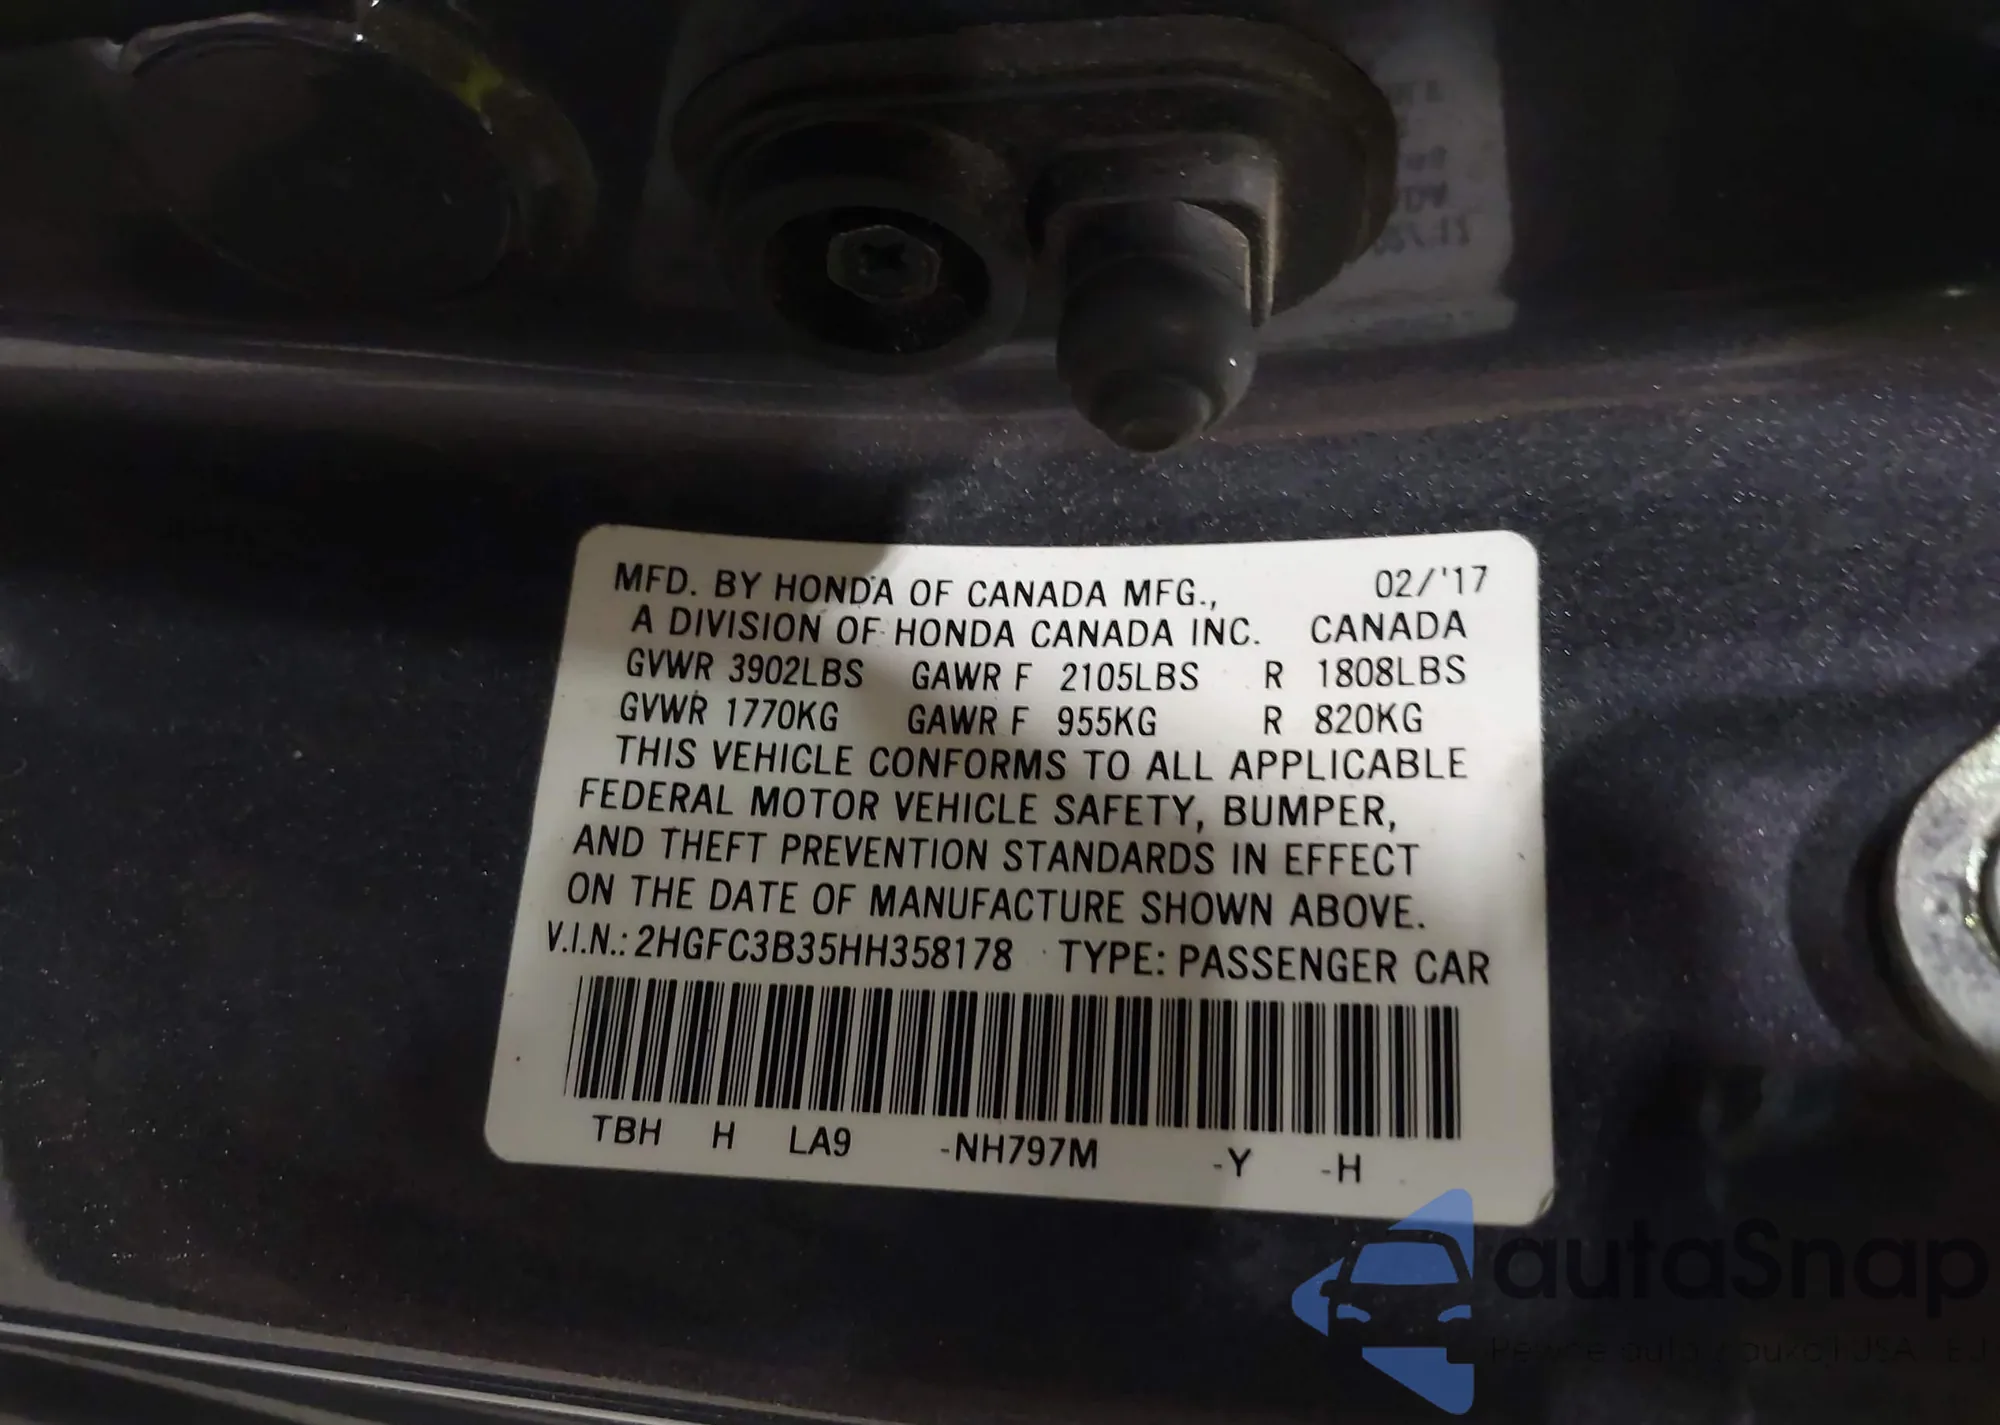 MFD. BY HONDA OF CANADA MFG., 02/'17
A DIVISION OF HONDA CANADA INC. CANADA
GVWR 3902LBS GAWR F 2105LBS R 1808LBS
GVWR 1770KG GAWR F 955KG R 820KG
THIS VEHICLE CONFORMS TO ALL APPLICABLE
FEDERAL MOTOR VEHICLE SAFETY, BUMPER,
AND THEFT PREVENTION STANDARDS IN EFFECT
ON THE DATE OF MANUFACTURE SHOWN ABOVE.
V.I.N.: 2HGFC3B35HH358178 TYPE: PASSENGER CAR
TBH H LA9 -NH797M -Y -H
autaSnap